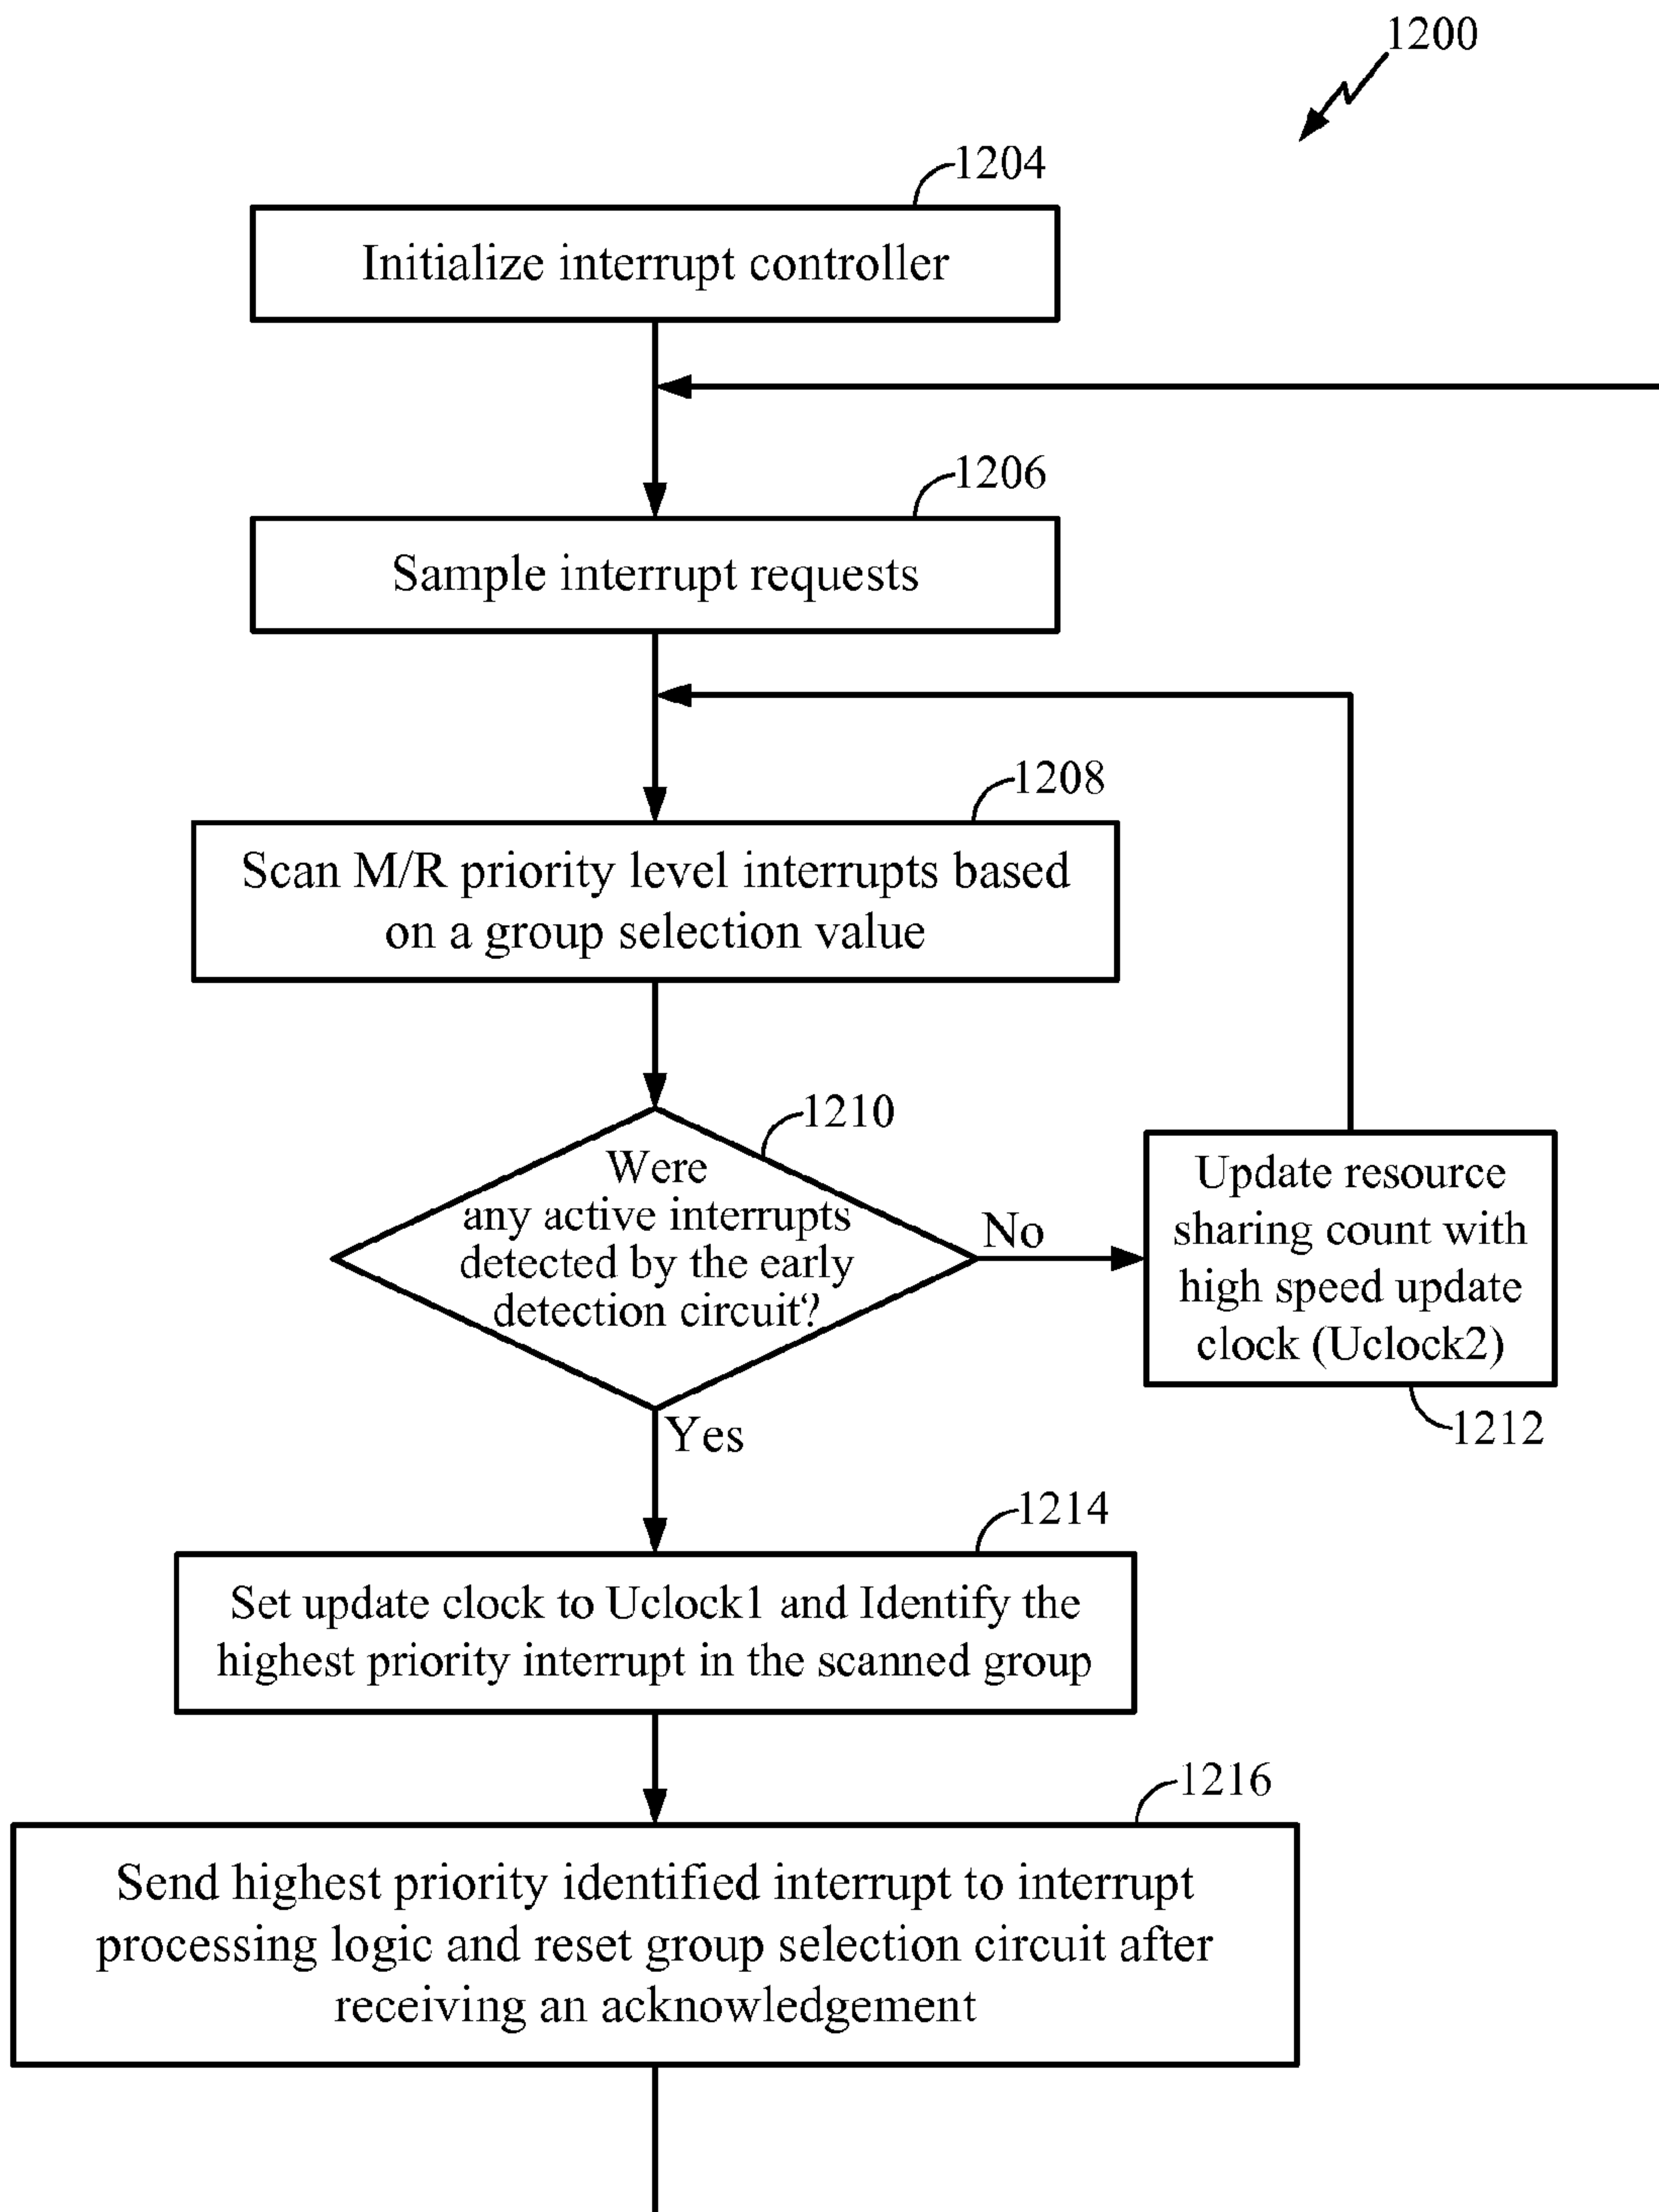 1200
1204
Initialize interrupt controller
1206
Sample interrupt requests
1208
Scan M/R priority level interrupts based
on a group selection value
1210
Were
any active interrupts
detected by the early
detection circuit?
No
Update resource
sharing count with
high speed update
clock (Uclock2)
1212
Yes
1214
Set update clock to Uclock1 and Identify the
highest priority interrupt in the scanned group
1216
Send highest priority identified interrupt to interrupt
processing logic and reset group selection circuit after
receiving an acknowledgement